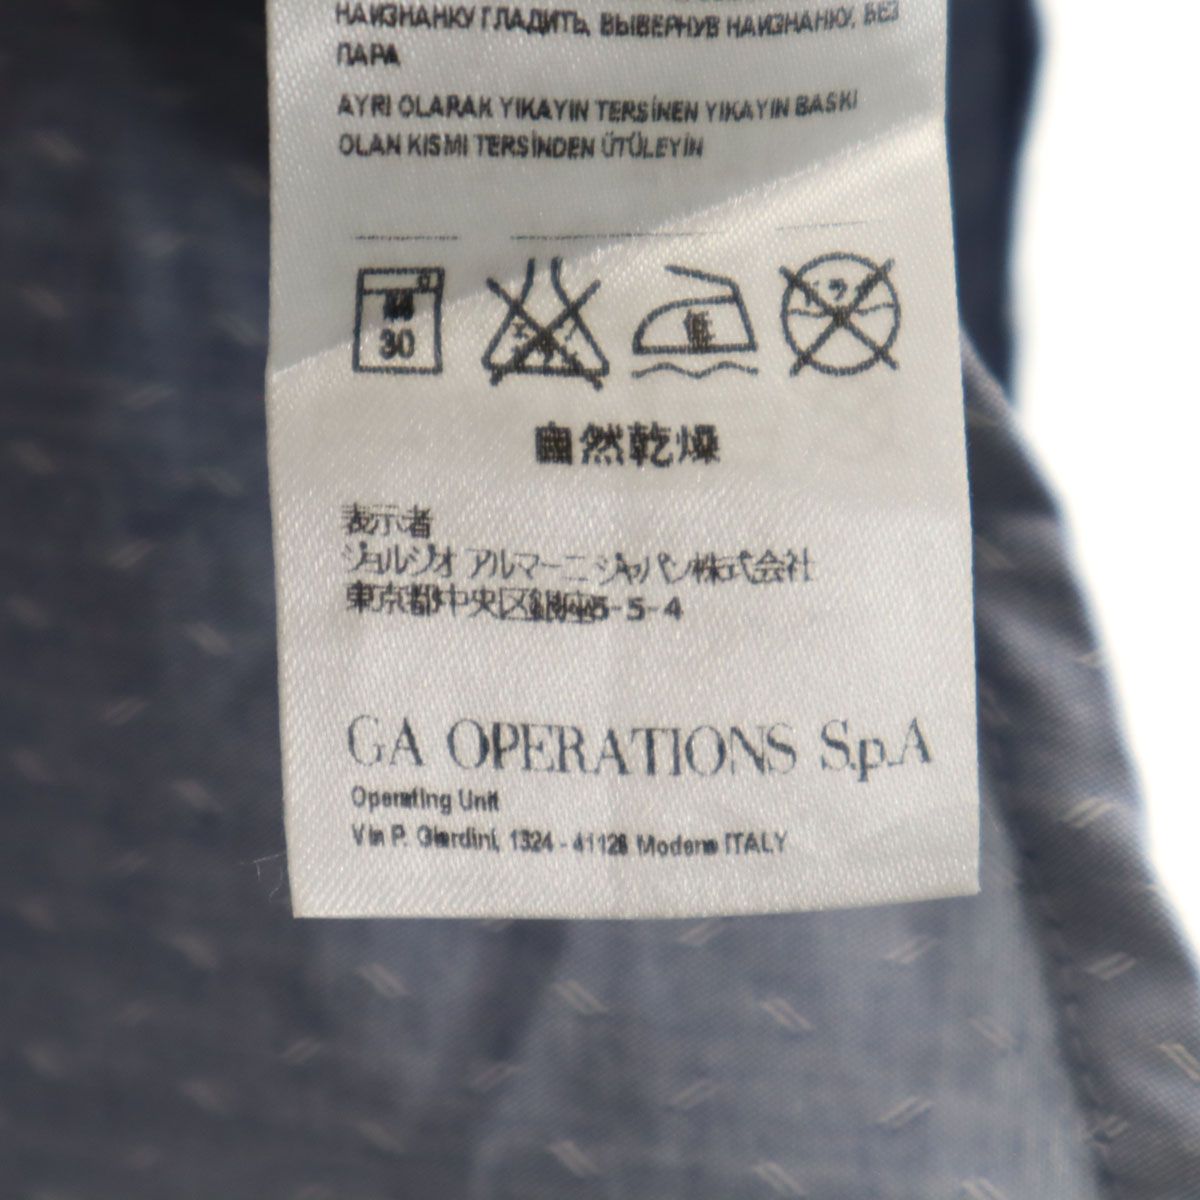 НАИЗНАНКУ ГЛАДИТЬ, ВЫВЕРНУВ НАИЗНАНКУ, БЕЗ
ПАРА
AYRI OLARAK YIKAYIN TERSİNEN YIKAYIN BASKI
OLAN KISMI TERSİNDEN ÜTÜLEYİN
30
低
自然乾燥
表示者
ジョルジオ アルマーニ ジャパン株式会社
東京都中央区銀座5-5-4
GA OPERATIONS S.p.A
Operating Unit
Via P. Giardini, 1324 - 41126 Modena ITALY